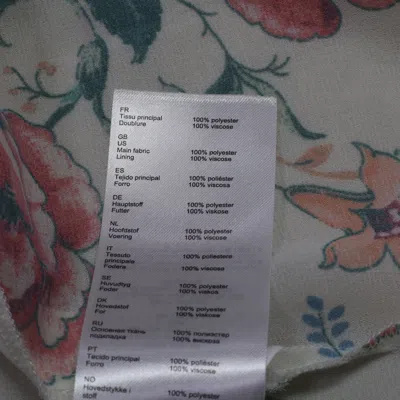 FR
Tissu principal 100% polyester
Doublure 100% viscose
GB
US
Main fabric 100% polyester
Lining 100% viscose
ES
Tejido principal 100% poliéster
Forro 100% viscosa
DE
Hauptstoff 100% polyester
Futter 100% viskose
NL
Hoofdstof 100% polyester
Voering 100% viscose
IT
Tessuto 100% poliestere
principale
Fodera 100% viscosa
SE
Huvudtyg 100% polyester
Foder 100% viskos
DK
Hovedstof 100% polyester
For 100% viscose
RU
Основная ткань 100% полиэстер
подкладка 100% вискоза
PT
Tecido principal 100% poliéster
Forro 100% viscose
NO
Hovedstykke i 100% polyester
stoff